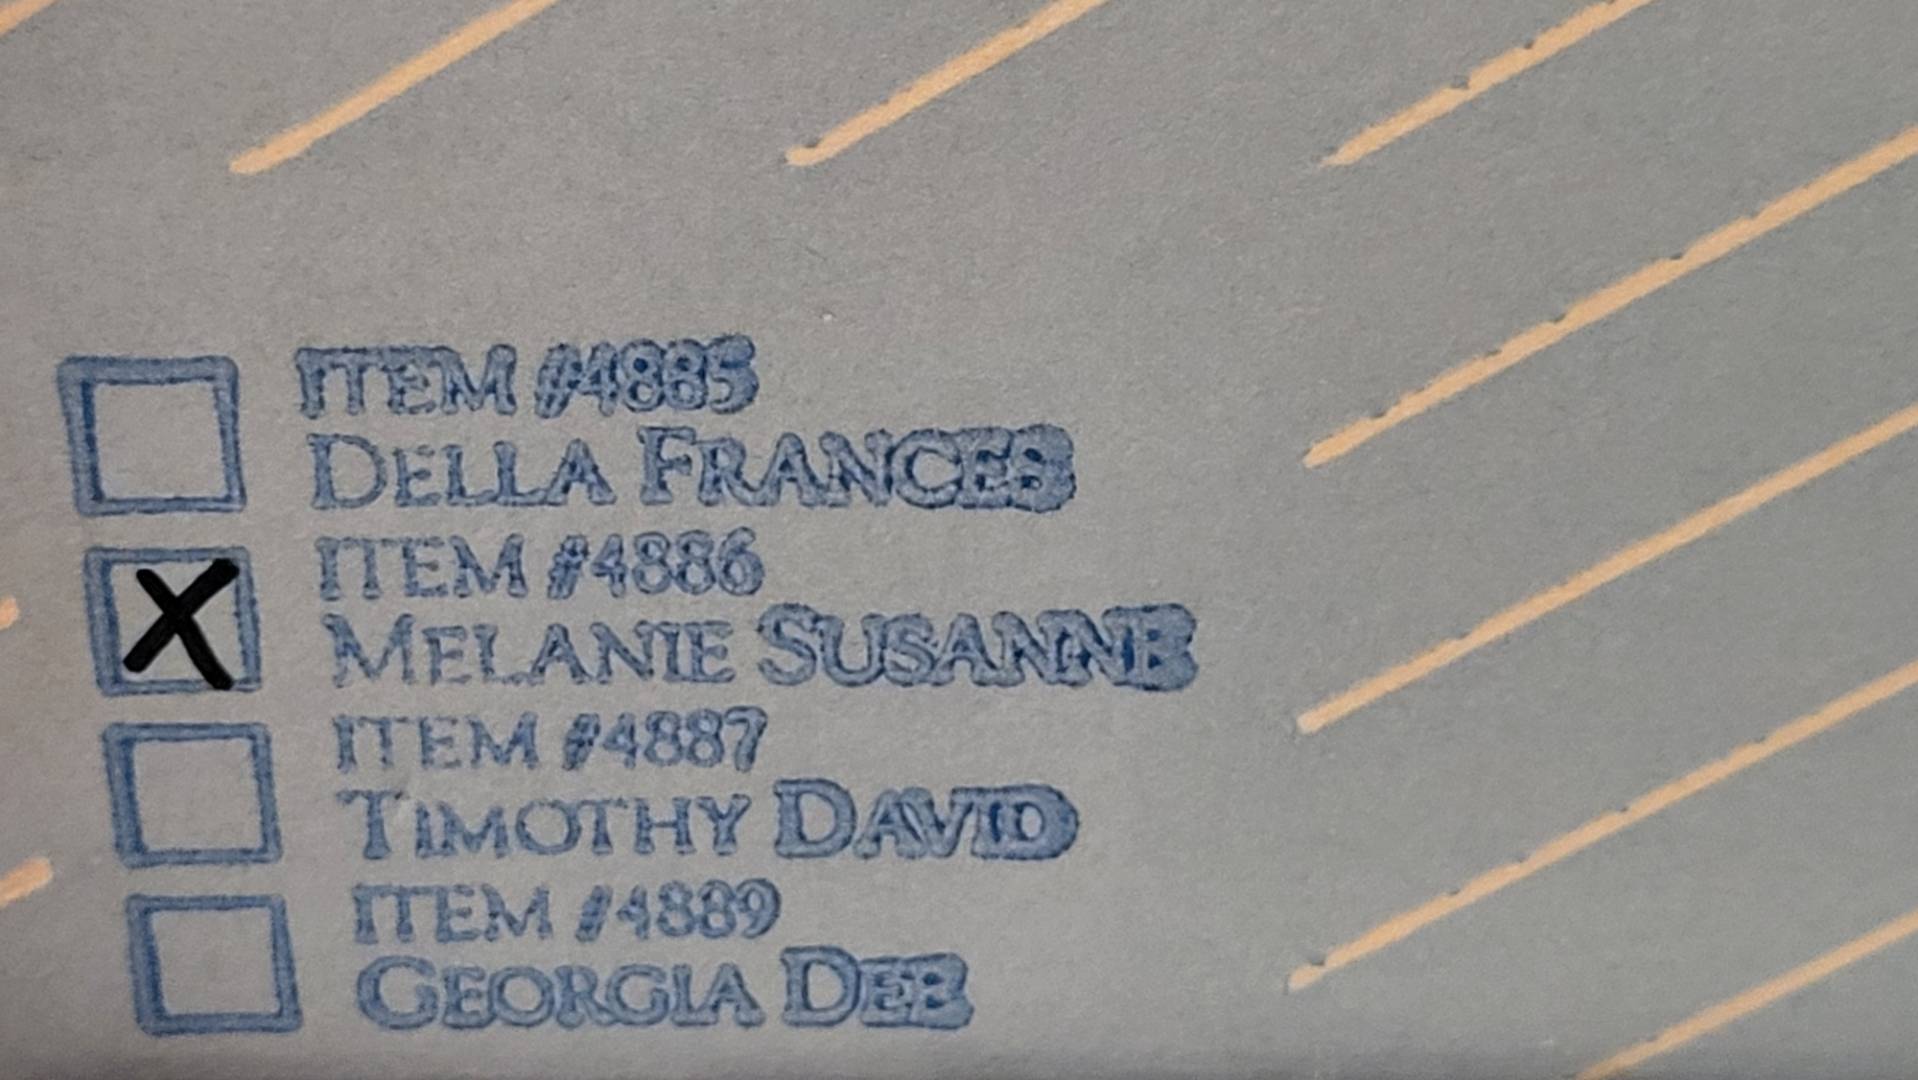 ITEM #4885
DELLA FRANCES
ITEM #4886
MELANIE SUSANNE
ITEM #4887
TIMOTHY DAVID
ITEM #4889
GEORGIA DEE